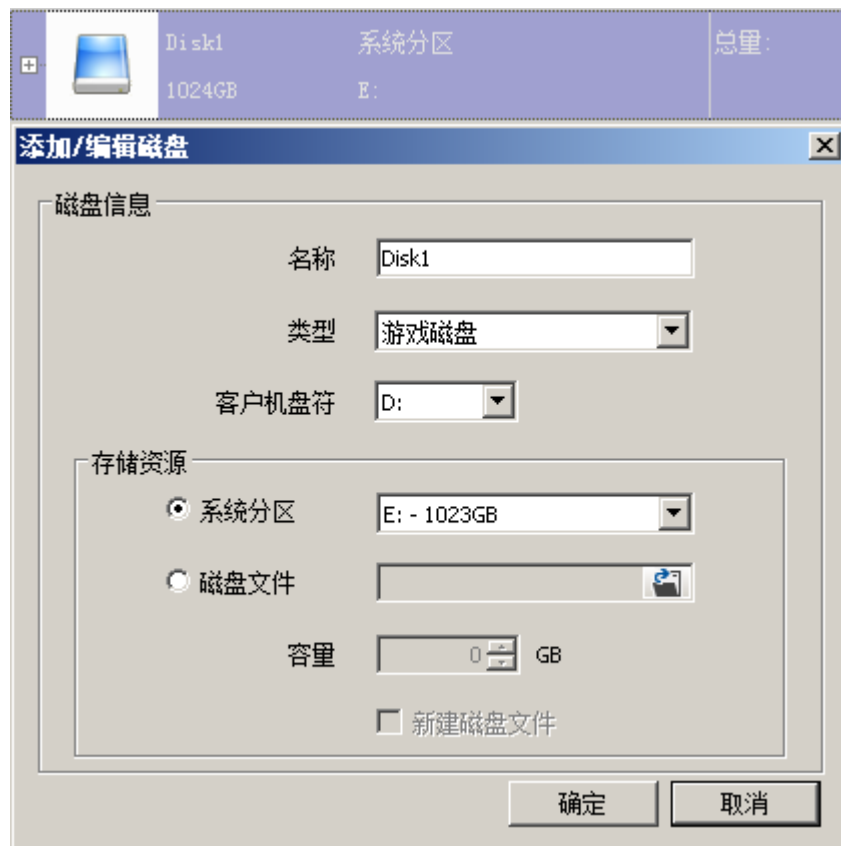 Disk1 系统分区 总量:
1024GB E:
添加/编辑磁盘
磁盘信息
名称 Disk1
类型 游戏磁盘
客户机盘符 D:
存储资源
系统分区 E: - 1023GB
磁盘文件
容量 0 GB
新建磁盘文件
确定 取消